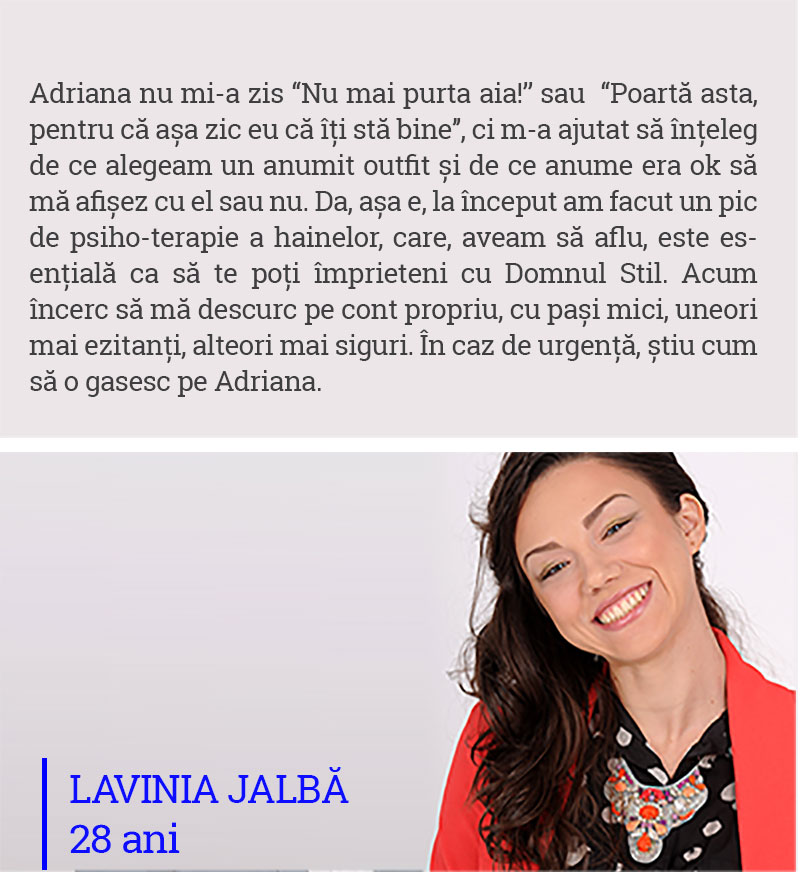 Adriana nu mi-a zis “Nu mai purta aia!” sau “Poartă asta,
pentru că așa zic eu că îți stă bine”, ci m-a ajutat să înțeleg
de ce alegeam un anumit outfit și de ce anume era ok să
mă afișez cu el sau nu. Da, așa e, la început am facut un pic
de psiho-terapie a hainelor, care, aveam să aflu, este es-
ențială ca să te poți împrieteni cu Domnul Stil. Acum
încerc să mă descurc pe cont propriu, cu pași mici, uneori
mai ezitanți, alteori mai siguri. În caz de urgență, știu cum
să o gasesc pe Adriana.
LAVINIA JALBĂ
28 ani